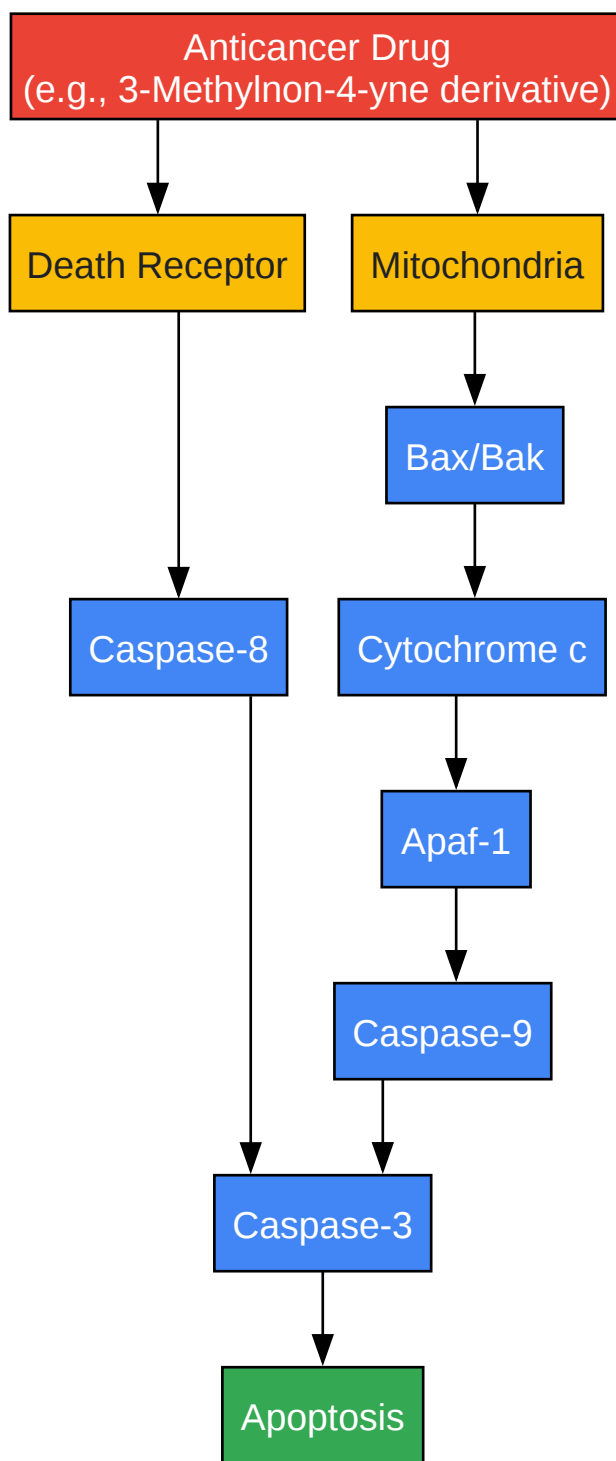 Anticancer Drug
(e.g., 3-Methylnon-4-yne derivative)
Death Receptor
Mitochondria
Bax/Bak
Caspase-8
Cytochrome c
Apaf-1
Caspase-9
Caspase-3
Apoptosis